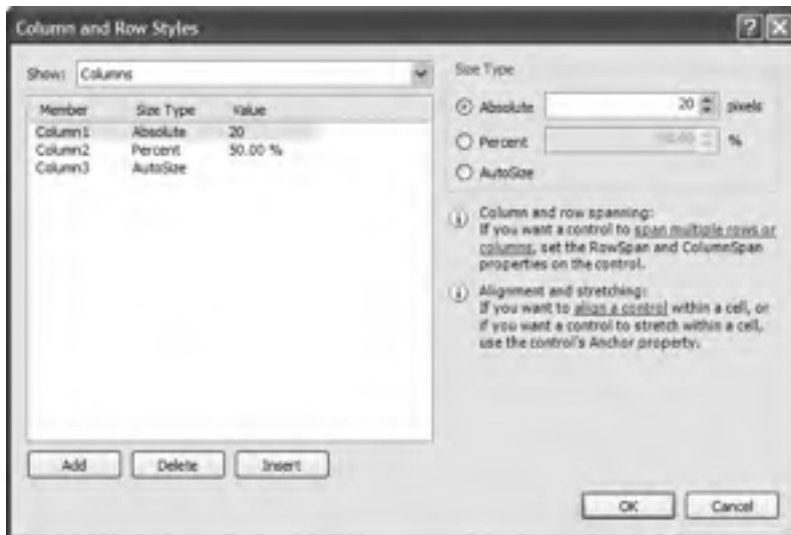 Column and Row Styles
Show: Columns
Member Size Type Value
Column1 Absolute 20
Column2 Percent 50.00 %
Column3 AutoSize
Add Delete Insert
Size Type
Absolute 20 pixels
Percent %
AutoSize
Column and row spanning:
If you want a control to span multiple rows or
columns, set the RowSpan and ColumnSpan
properties on the control.
Alignment and stretching:
If you want to align a control within a cell, or
if you want a control to stretch within a cell,
use the control's Anchor property.
OK Cancel